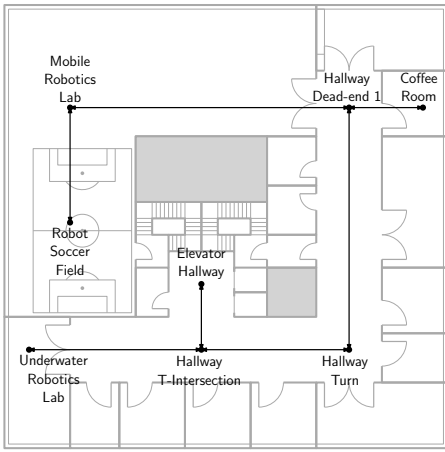 Mobile
Robotics
Lab
Hallway
Dead-end 1
Coffee
Room
Robot
Soccer
Field
Elevator
Hallway
Underwater
Robotics
Lab
Hallway
T-Intersection
Hallway
Turn